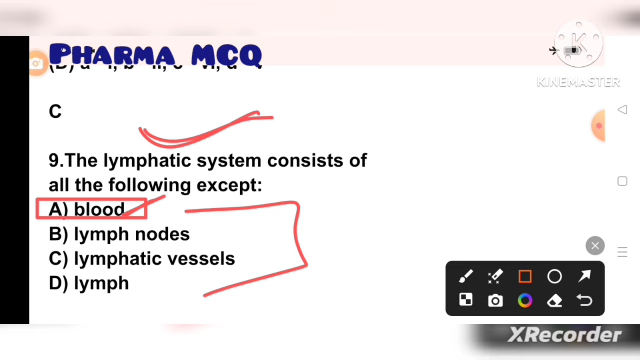 PHARMA MCQ
KINEMASTER
C
9.The lymphatic system consists of
all the following except:
A) blood
B) lymph nodes
C) lymphatic vessels
D) lymph
XRecorder